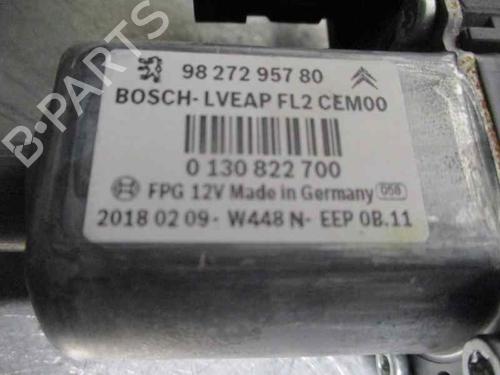 98 272 957 80
BOSCH- LVEAP FL2 CEM00
0 130 822 700
FPG 12V Made in Germany 058
2018 02 09- W448 N- EEP 0B.11
B-PARTS